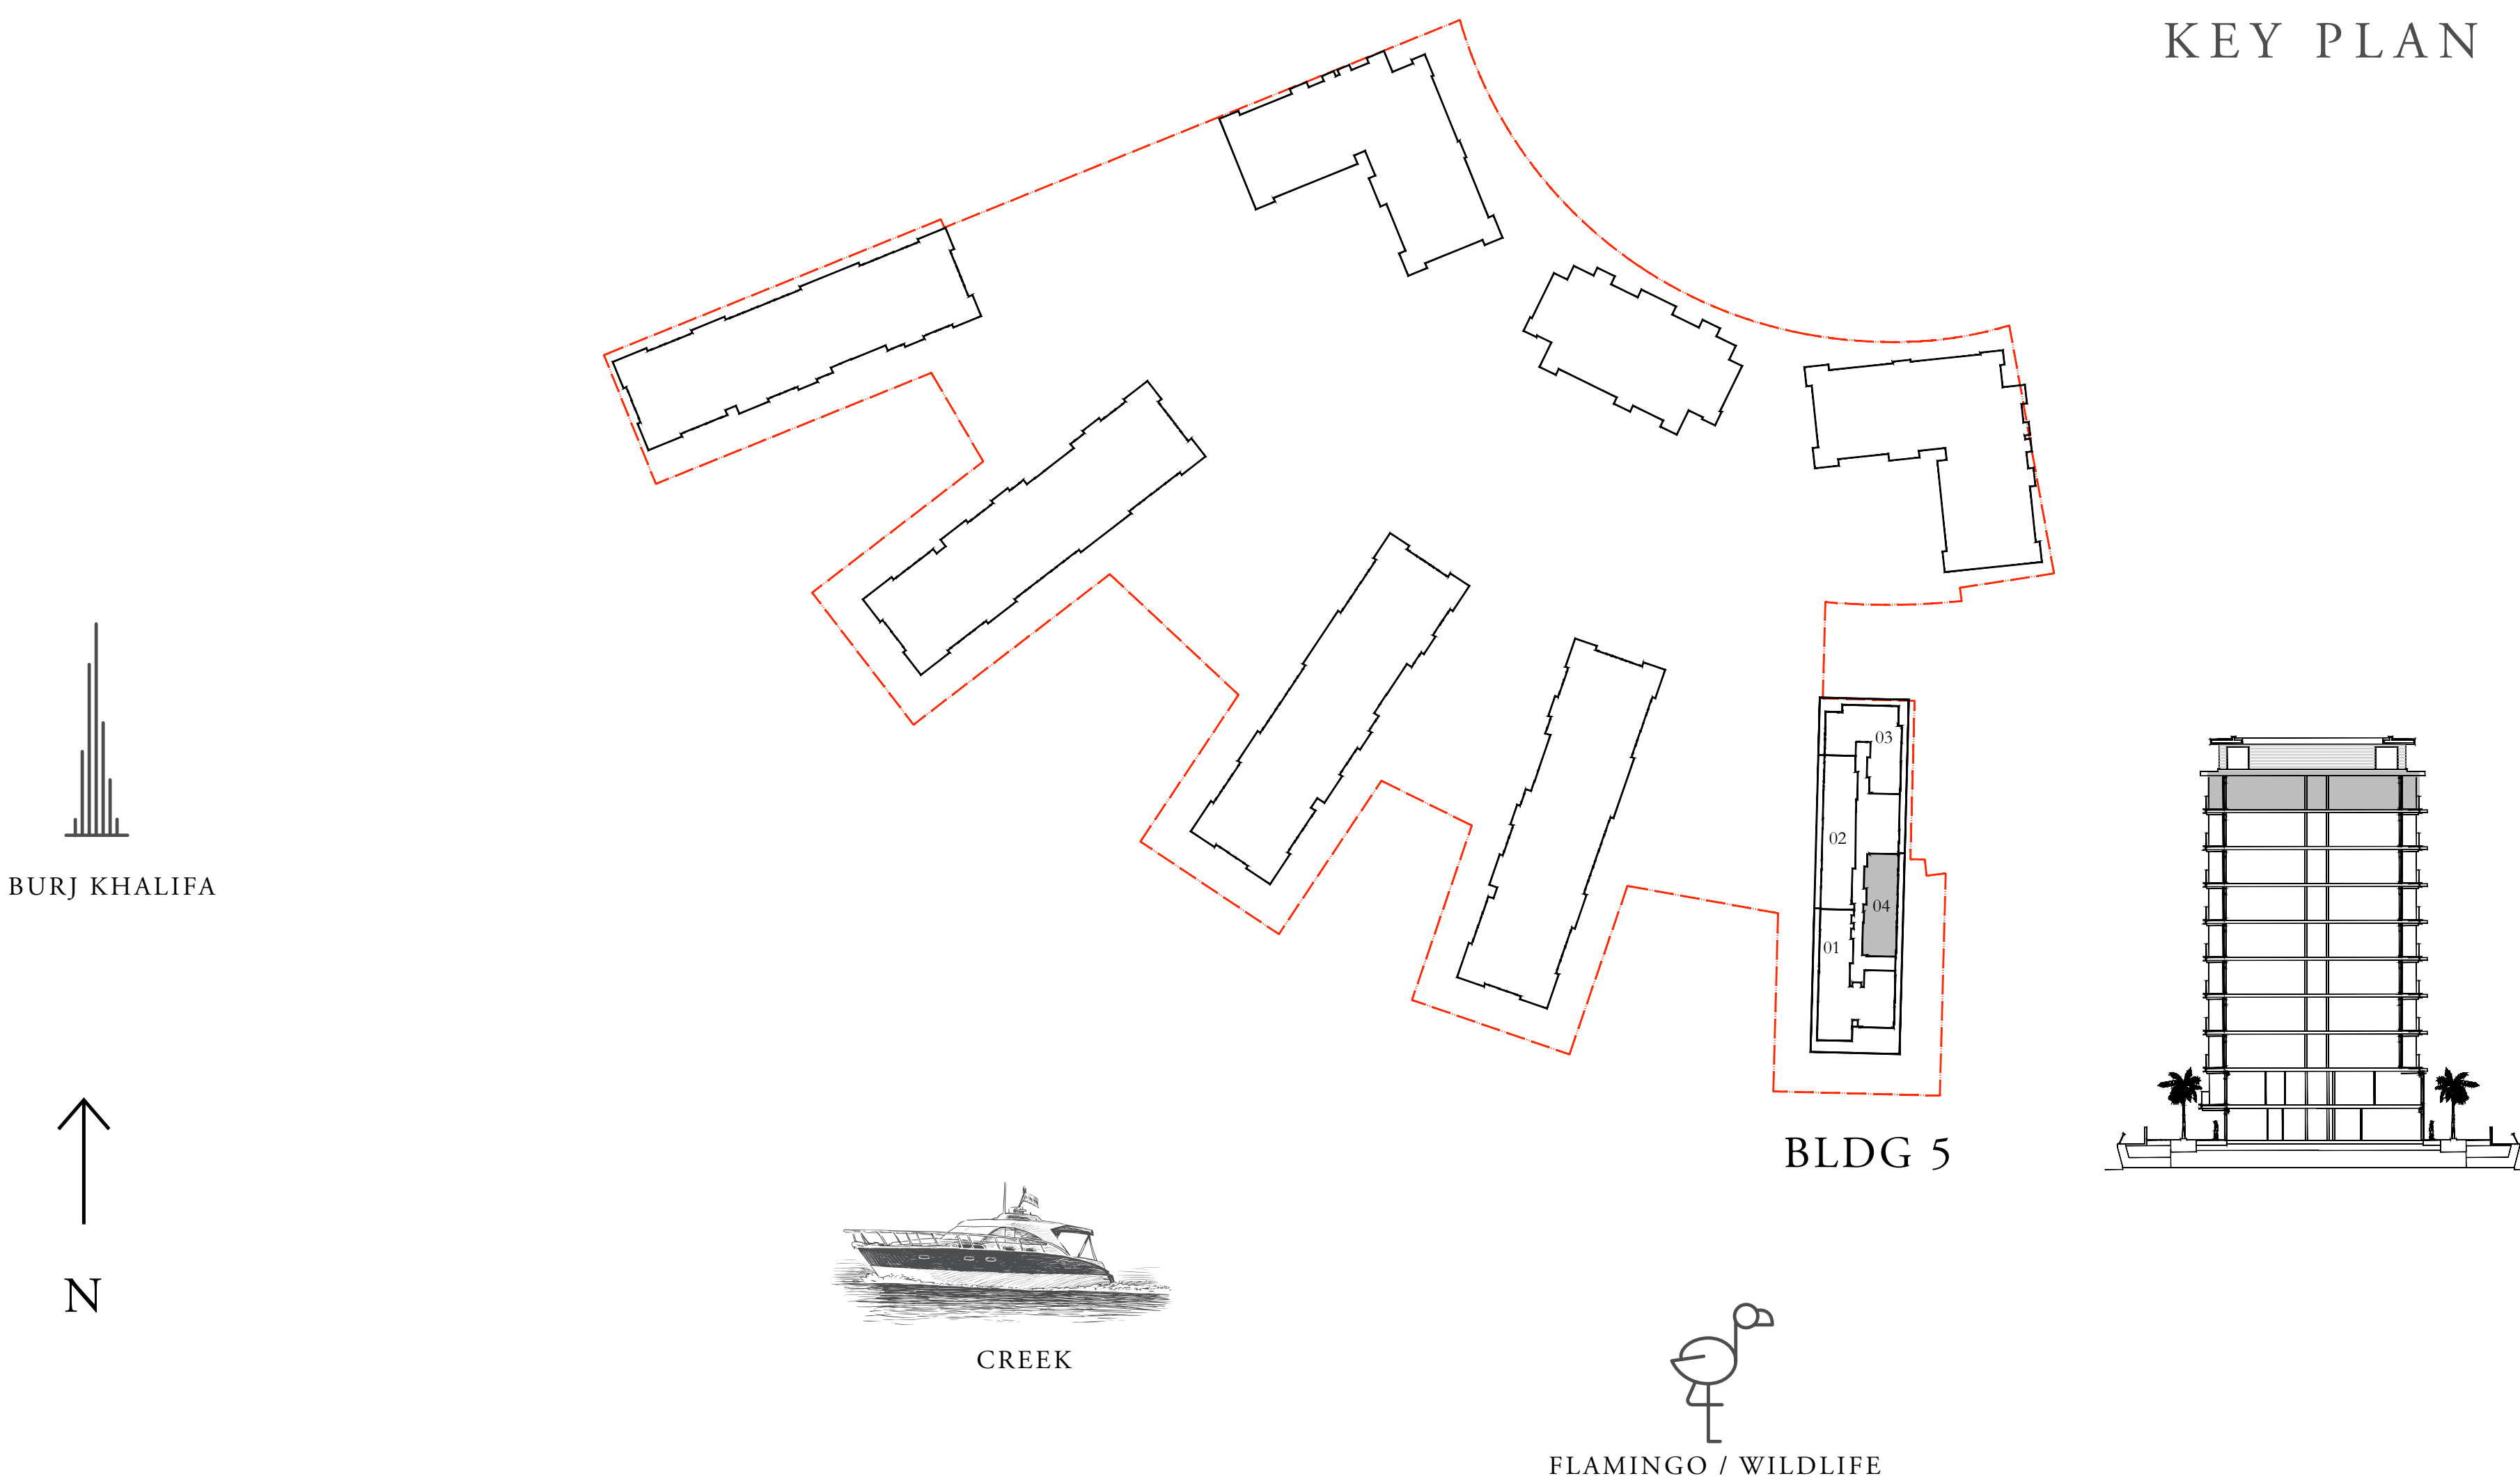 KEY PLAN
03
02
04
01
BURJ KHALIFA
BLDG 5
N
CREEK
FLAMINGO / WILDLIFE